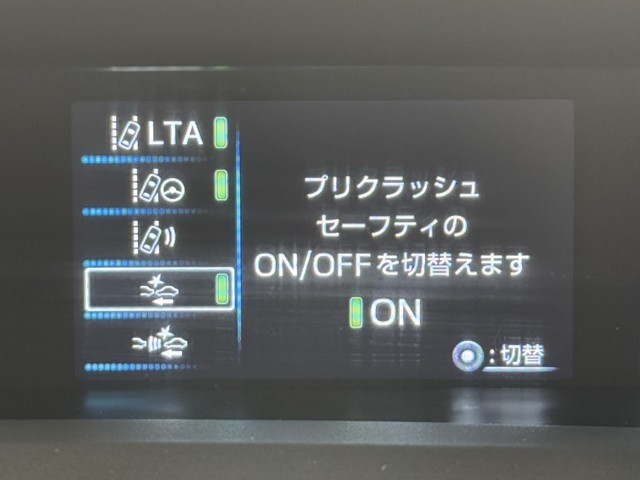 LTA
プリクラッシュ
セーフティの
ON/OFFを切替えます
ON
:切替